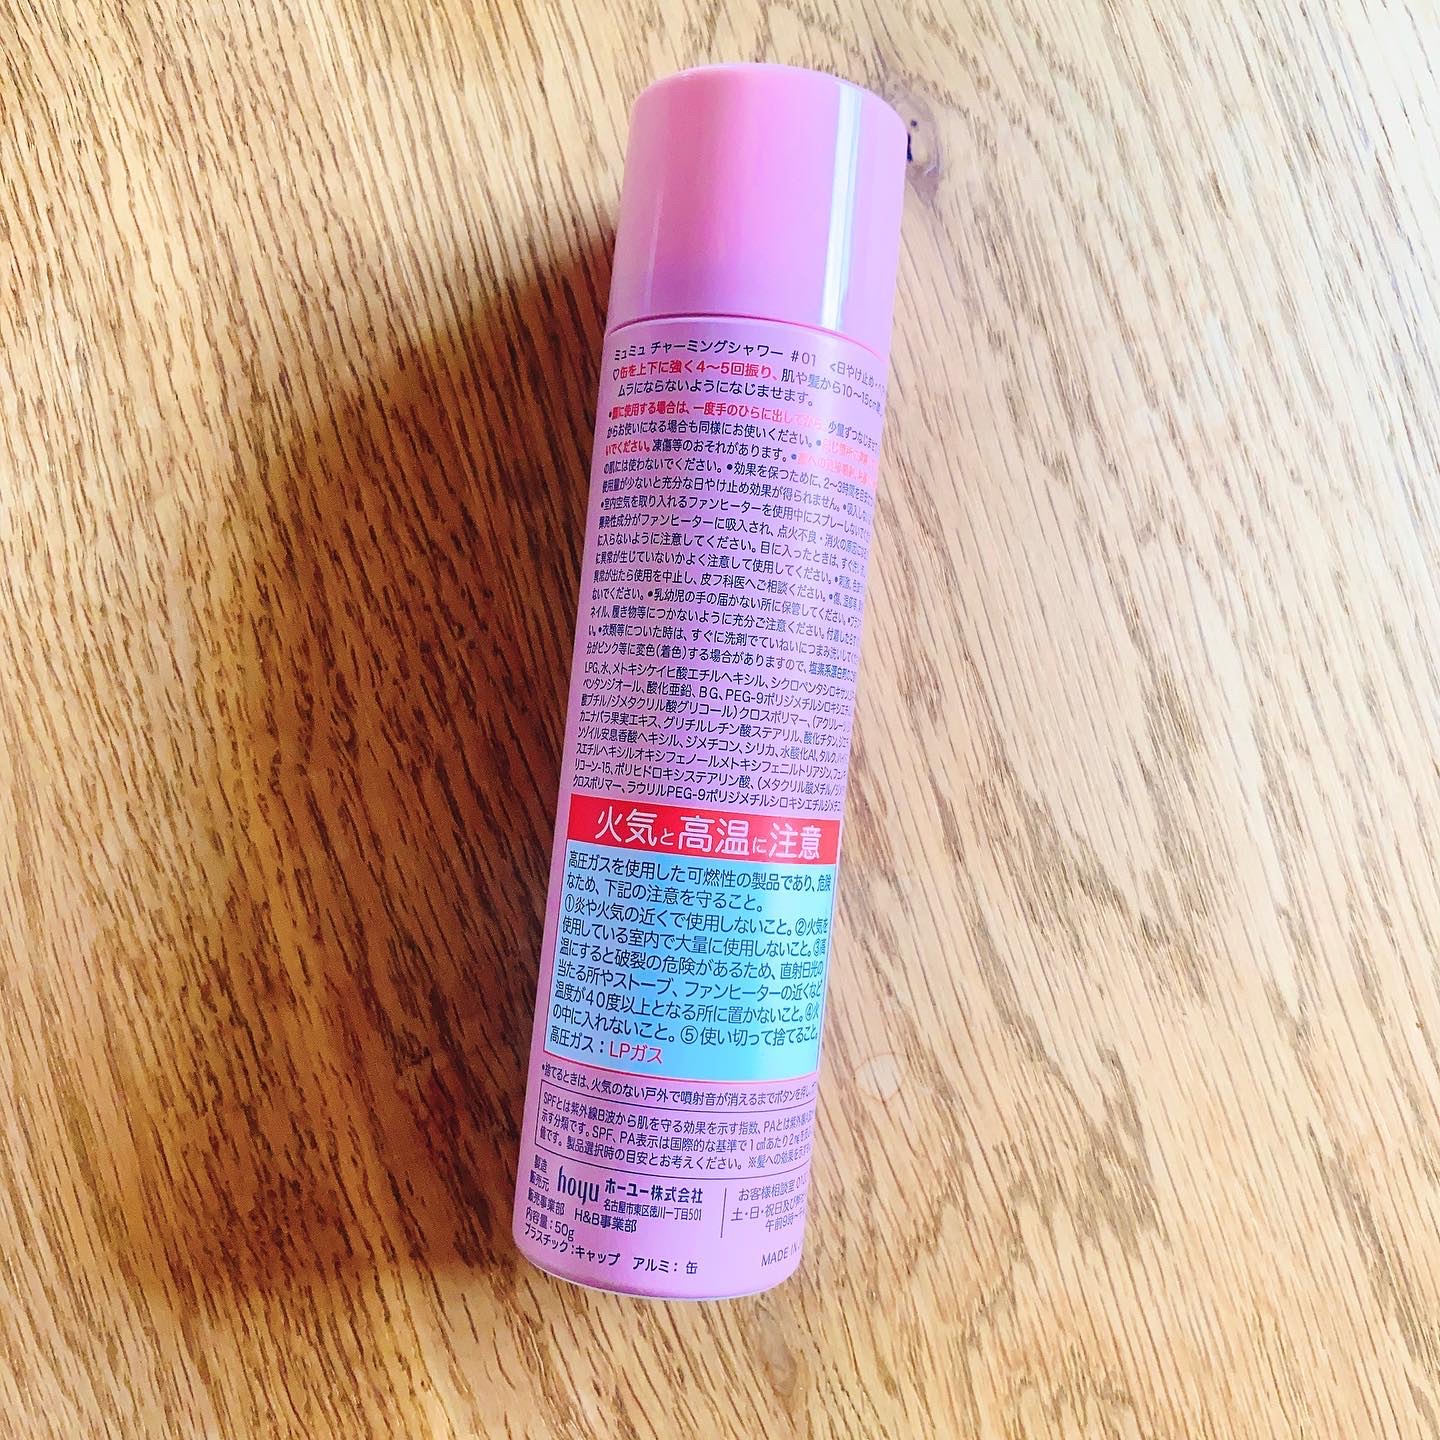 ミュミュ チャーミングシャワー #01 <日やけ止め
♡缶を上下に強く4〜5回振り、肌や髪から10〜15cm
ムラにならないようになじませます。
に使用する場合は、一度手のひらに出してから、少量ずつなじませ
からお使いになる場合も同様にお使いください。
いでください。凍傷等のおそれがあります。
の肌には使わないでください。●効果を保つために、2〜3時間を目安に
使用量が少ないと充分な日やけ止め効果が得られません。●吸入しない
●室内空気を取り入れるファンヒーターを使用中にスプレーしないで
揮発性成分がファンヒーターに吸入され、点火不良・消火の原因に
に入らないように注意してください。目に入ったときは、すぐに
に異常が生じていないかよく注意して使用してください。●刺激、
異常が出たら使用を中止し、皮フ科医へご相談ください。●傷、湿疹
ないでください。●乳幼児の手の届かない所に保管してください。
ネイル、履き物等につかないように充分ご注意ください。付着したら
い。●衣類等についた時は、すぐに洗剤でていねいにつまみ洗いして
分がピンク等に変色(着色)する場合がありますので、塩素系漂白剤
LPG、水、メトキシケイヒ酸エチルヘキシル、シクロペンタシロキサン、
ペンタンジオール、酸化亜鉛、BG、PEG-9ポリジメチルシロキシエチ
酸ブチル/ジメタクリル酸グリコール)クロスポリマー、(アクリレー
カニナバラ果実エキス、グリチルレチン酸ステアリル、酸化チタン、ジエチ
ンゾイル安息香酸ヘキシル、ジメチコン、シリカ、水酸化Al、タルク、
スエチルヘキシルオキシフェノールメトキシフェニルトリアジン、
リコーン-15、ポリヒドロキシステアリン酸、(メタクリル酸メチル/
クロスポリマー、ラウリルPEG-9ポリジメチルシロキシエチルジメチコ
火気と高温に注意
高圧ガスを使用した可燃性の製品であり、危険
なため、下記の注意を守ること。
①炎や火気の近くで使用しないこと。②火気を
使用している室内で大量に使用しないこと。③高
温にすると破裂の危険があるため、直射日光の
当たる所やストーブ、ファンヒーターの近くなど
温度が40度以上となる所に置かないこと。④火
の中に入れないこと。⑤使い切って捨てること。
高圧ガス:LPガス
●捨てるときは、火気のない戸外で噴射音が消えるまでボタンを押し
SPFとは紫外線B波から肌を守る効果を示す指数、PAとは紫外線A波
示す分類です。SPF、PA表示は国際的な基準で1cm²あたり2mgを
値です。製品選択時の目安とお考えください。※髪への効果を示す
製造
販売元 hoyu ホーユー株式会社
名古屋市東区徳川一丁目501
販売事業部 H&B事業部
内容量:50g
プラスチック:キャップ アルミ:缶
お客様相談室
土・日・祝日及び
午前9時〜
MADE IN